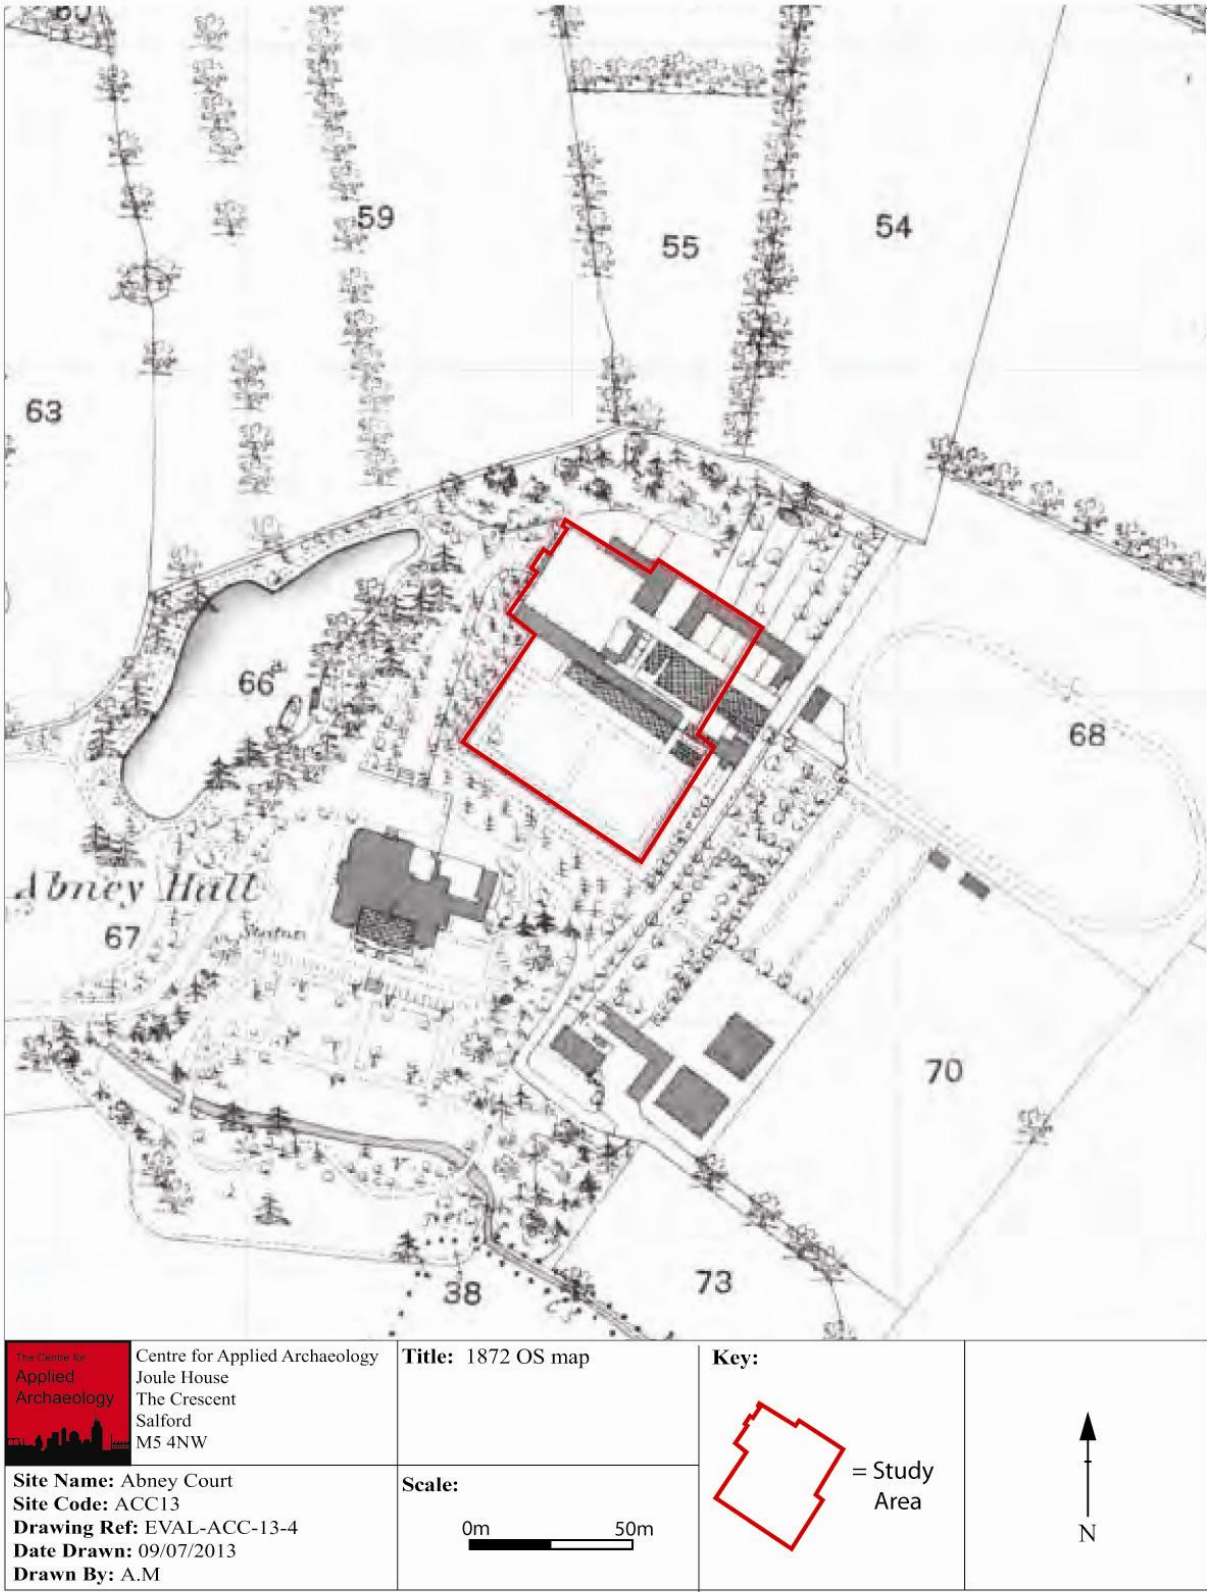 60
59
55
54
63
66a
68
Abney Hall
67
70
38
73
The Centre for
Applied
Archaeology
Centre for Applied Archaeology
Joule House
The Crescent
Salford
M5 4NW
Title: 1872 OS map
Key:
= Study
Area
N
Site Name: Abney Court
Site Code: ACC13
Drawing Ref: EVAL-ACC-13-4
Date Drawn: 09/07/2013
Drawn By: A.M
Scale:
0m 50m